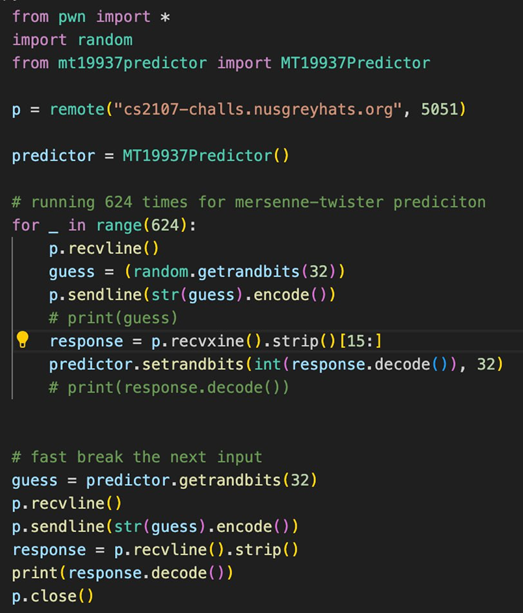 from pwn import *
import random
from mt19937predictor import MT19937Predictor
p = remote("cs2107-challs.nusgreyhats.org", 5051)
predictor = MT19937Predictor()
# running 624 times for mersenne-twister prediciton
for _ in range(624):
    p.recvline()
    guess = (random.getrandbits(32))
    p.sendline(str(guess).encode())
    # print(guess)
    response = p.recvxine().strip()[15:]
    predictor.setrandbits(int(response.decode()), 32)
    # print(response.decode())
# fast break the next input
guess = predictor.getrandbits(32)
p.recvline()
p.sendline(str(guess).encode())
response = p.recvline().strip()
print(response.decode())
p.close()